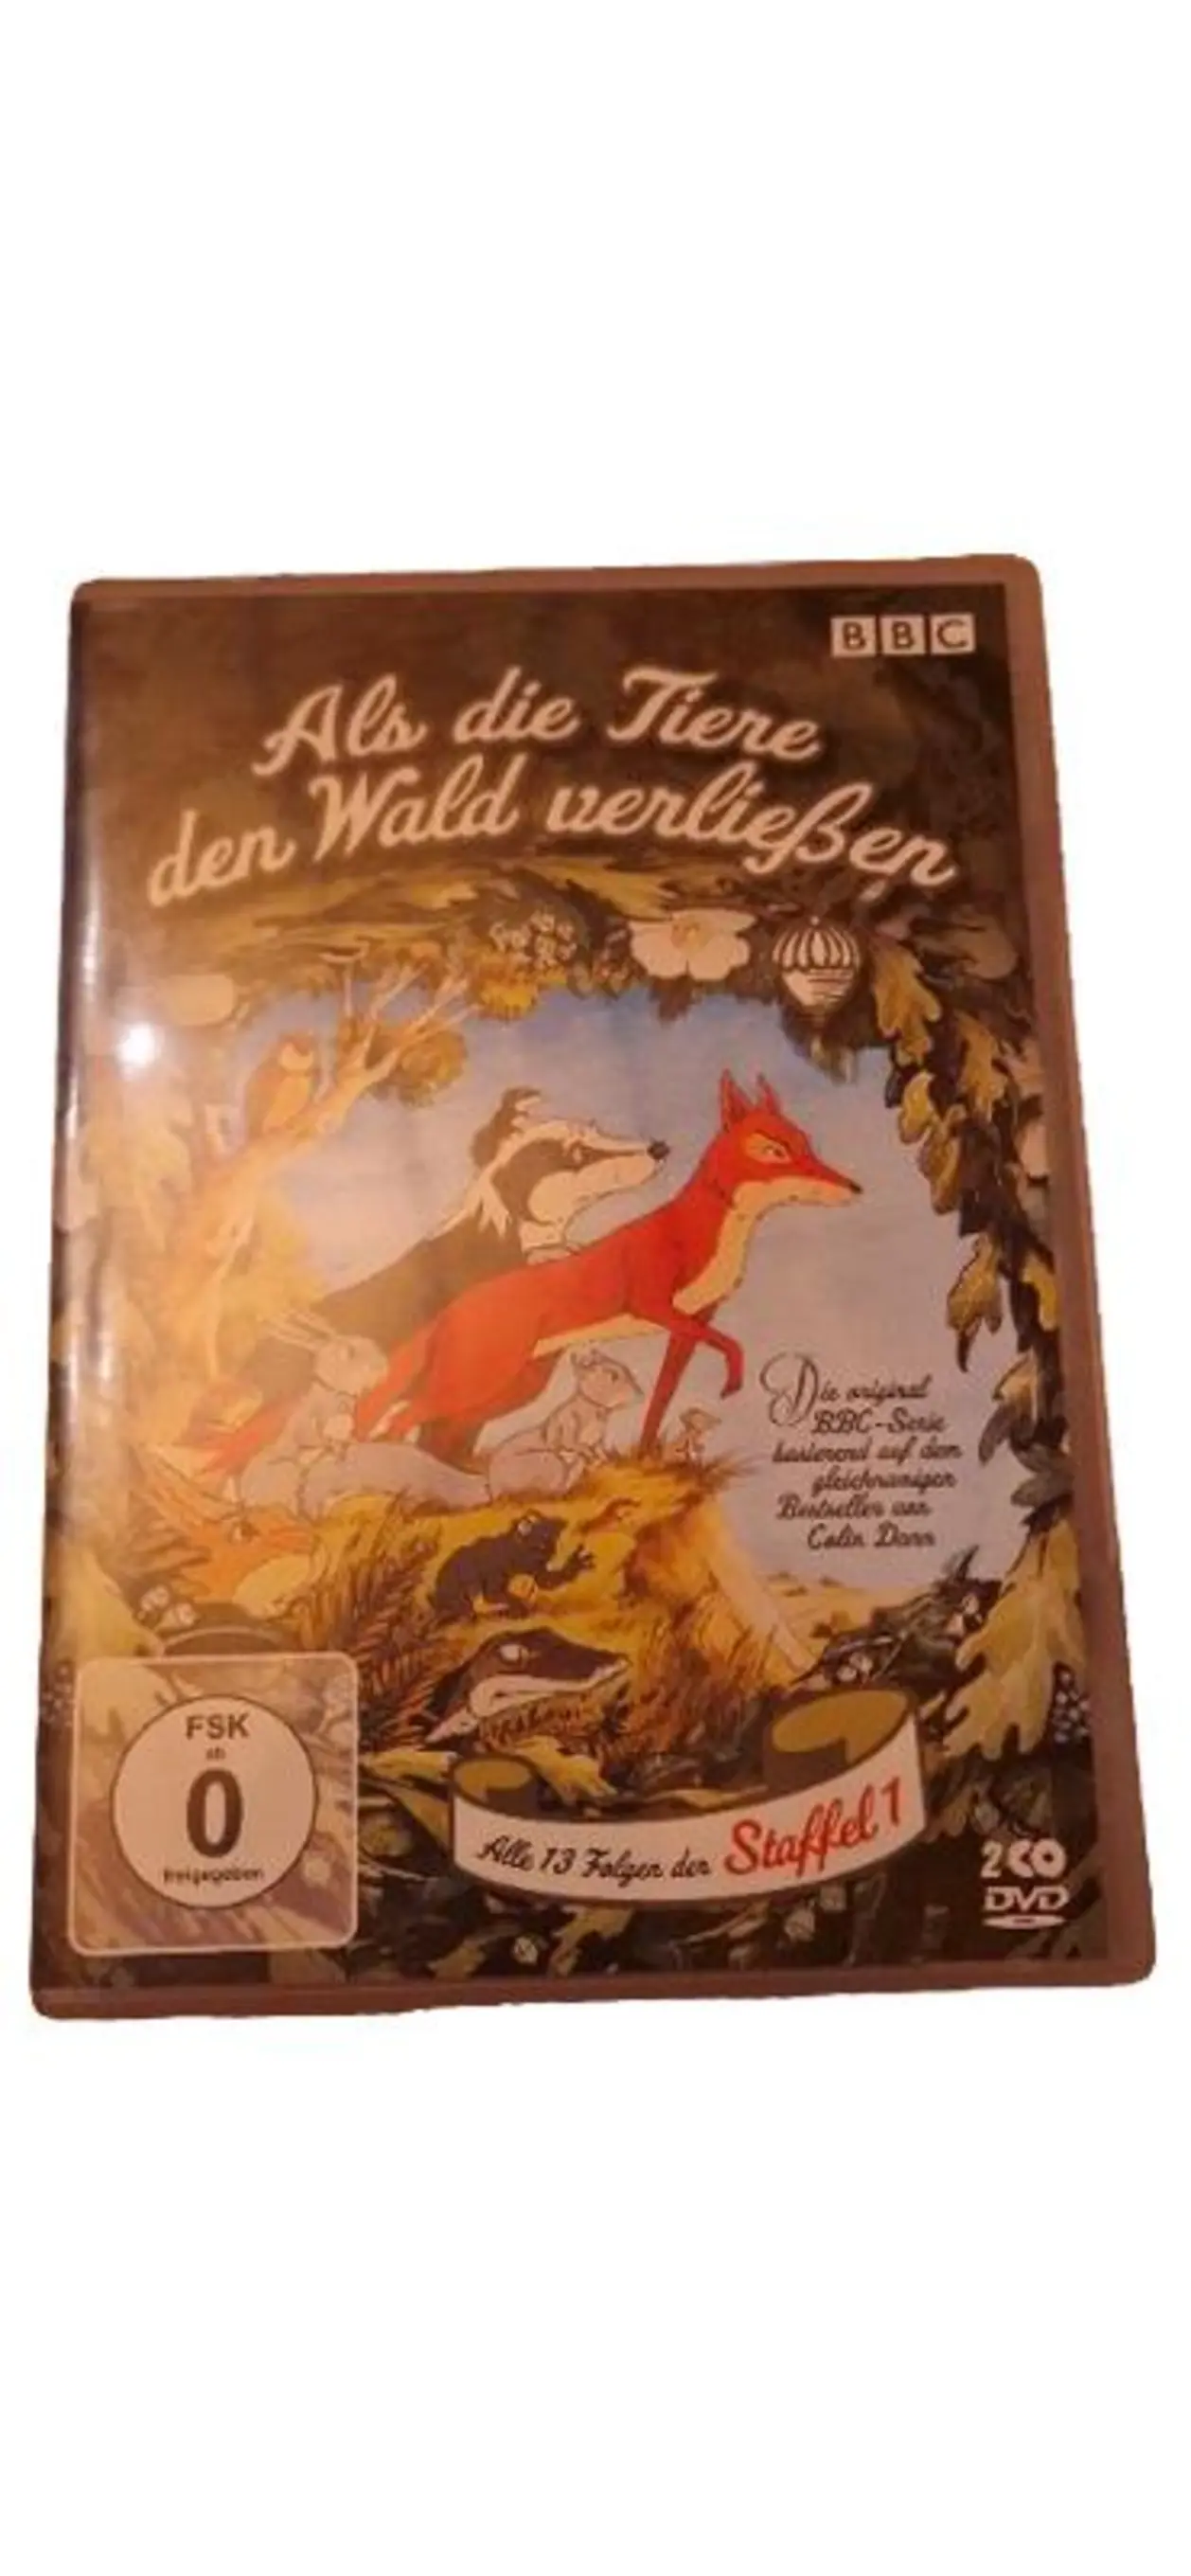 BBC
Als die Tiere
den Wald verließen
Die original
BBC-Serie
basierend auf dem
gleichnamigen
Bestseller von
Colin Dann
FSK
ab
0
freigegeben
Alle 13 Folgen der Staffel 1
2
DVD